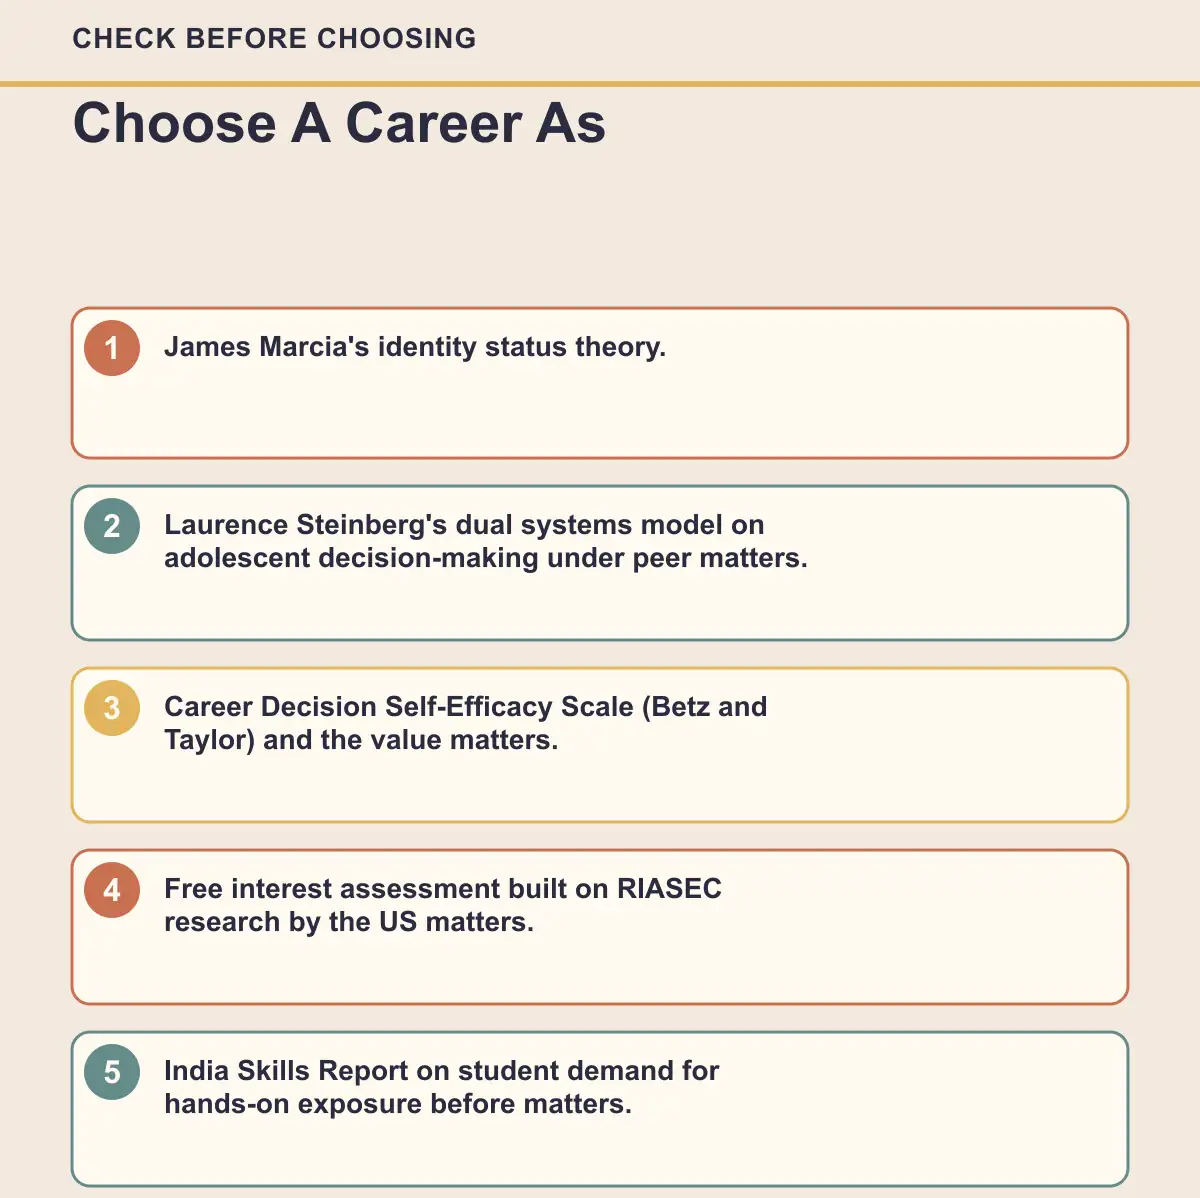 CHECK BEFORE CHOOSING
Choose A Career As
1
James Marcia's identity status theory.
2
Laurence Steinberg's dual systems model on
adolescent decision-making under peer matters.
3
Career Decision Self-Efficacy Scale (Betz and
Taylor) and the value matters.
4
Free interest assessment built on RIASEC
research by the US matters.
5
India Skills Report on student demand for
hands-on exposure before matters.